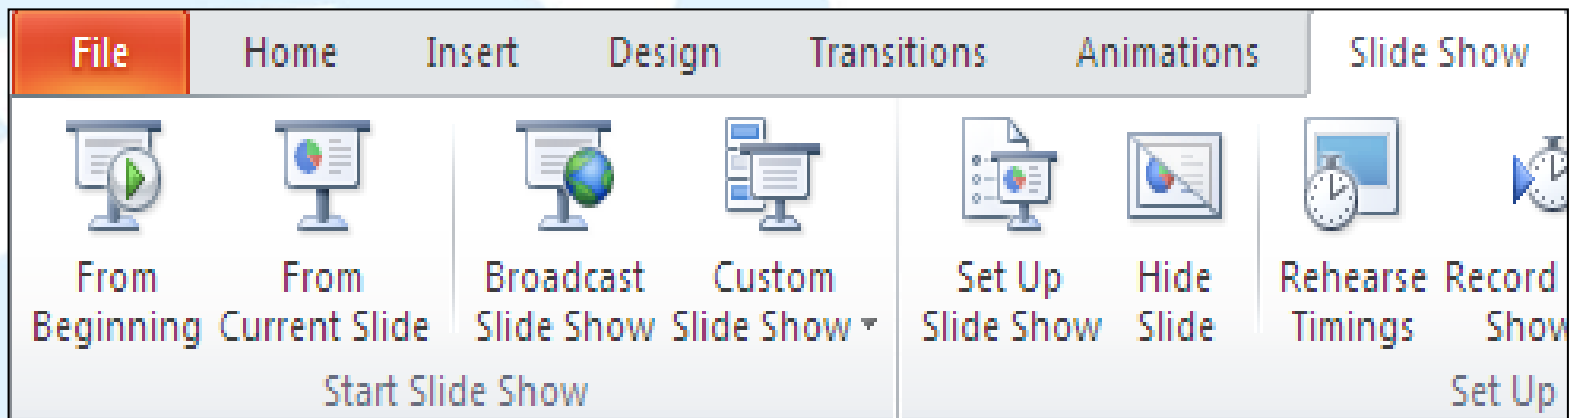 File Home Insert Design Transitions Animations Slide Show
From Beginning
From Current Slide
Broadcast Slide Show
Custom Slide Show
Set Up Slide Show
Hide Slide
Rehearse Timings
Record Show
Start Slide Show
Set Up